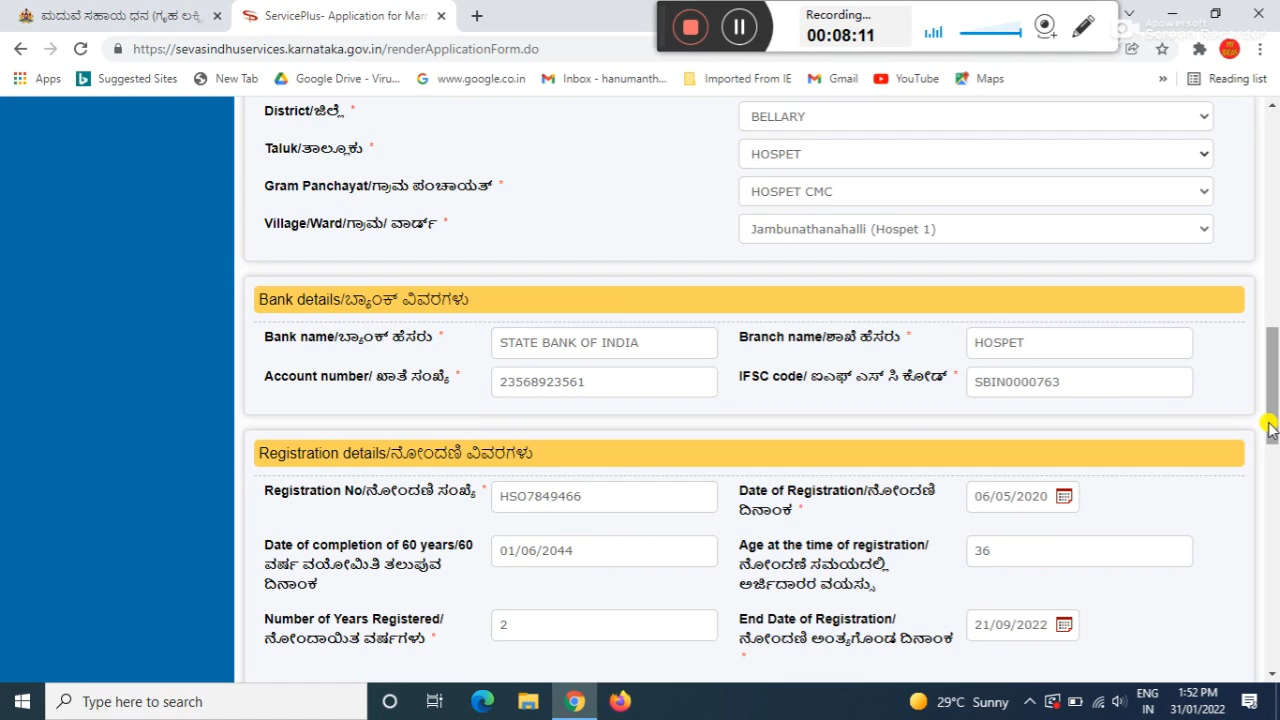 ಮದುವೆ ಸಹಾಯ ಧನ (ಗೃಹ ಲಕ್ಷ್ಮಿ
ServicePlus- Application for Marr
Recording...
00:08:11
Apowersoft
Screen Recorder
https://sevasindhuservices.karnataka.gov.in/renderApplicationForm.do
Apps Suggested Sites New Tab Google Drive - Viru... www.google.co.in Inbox - hanumanth... Imported From IE Gmail YouTube Maps » Reading list
District/ಜಿಲ್ಲೆ * BELLARY
Taluk/ತಾಲ್ಲೂಕು * HOSPET
Gram Panchayat/ಗ್ರಾಮ ಪಂಚಾಯತ್ * HOSPET CMC
Village/Ward/ಗ್ರಾಮ/ ವಾರ್ಡ್ * Jambunathanahalli (Hospet 1)
Bank details/ಬ್ಯಾಂಕ್ ವಿವರಗಳು
Bank name/ಬ್ಯಾಂಕ್ ಹೆಸರು * STATE BANK OF INDIA Branch name/ಶಾಖೆ ಹೆಸರು * HOSPET
Account number/ ಖಾತೆ ಸಂಖ್ಯೆ * 23568923561 IFSC code/ ಐಎಫ್ ಎಸ್ ಸಿ ಕೋಡ್ * SBIN0000763
Registration details/ನೋಂದಣಿ ವಿವರಗಳು
Registration No/ನೋಂದಣಿ ಸಂಖ್ಯೆ * HSO7849466 Date of Registration/ನೋಂದಣಿ 06/05/2020
ದಿನಾಂಕ *
Date of completion of 60 years/60 01/06/2044 Age at the time of registration/ 36
ವರ್ಷ ವಯೋಮಿತಿ ತಲುಪುವ ನೋಂದಣಿ ಸಮಯದಲ್ಲಿ
ದಿನಾಂಕ ಅರ್ಜಿದಾರರ ವಯಸ್ಸು
Number of Years Registered/ 2 End Date of Registration/ 21/09/2022
ನೋಂದಾಯಿತ ವರ್ಷಗಳು * ನೋಂದಣಿ ಅಂತ್ಯಗೊಂಡ ದಿನಾಂಕ
*
Type here to search 29°C Sunny ENG 1:52 PM
IN 31/01/2022